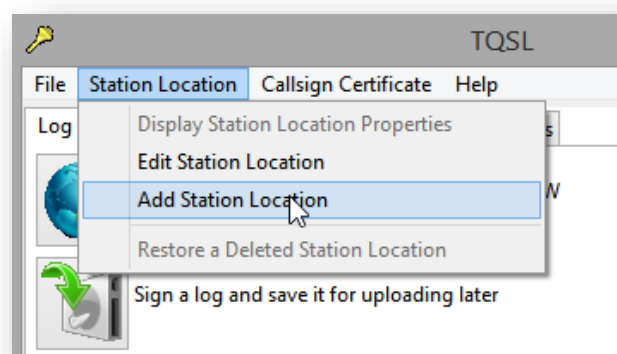 TQSL
File Station Location Callsign Certificate Help
Log s
Display Station Location Properties
Edit Station Location
Add Station Location
W
Restore a Deleted Station Location
Sign a log and save it for uploading later